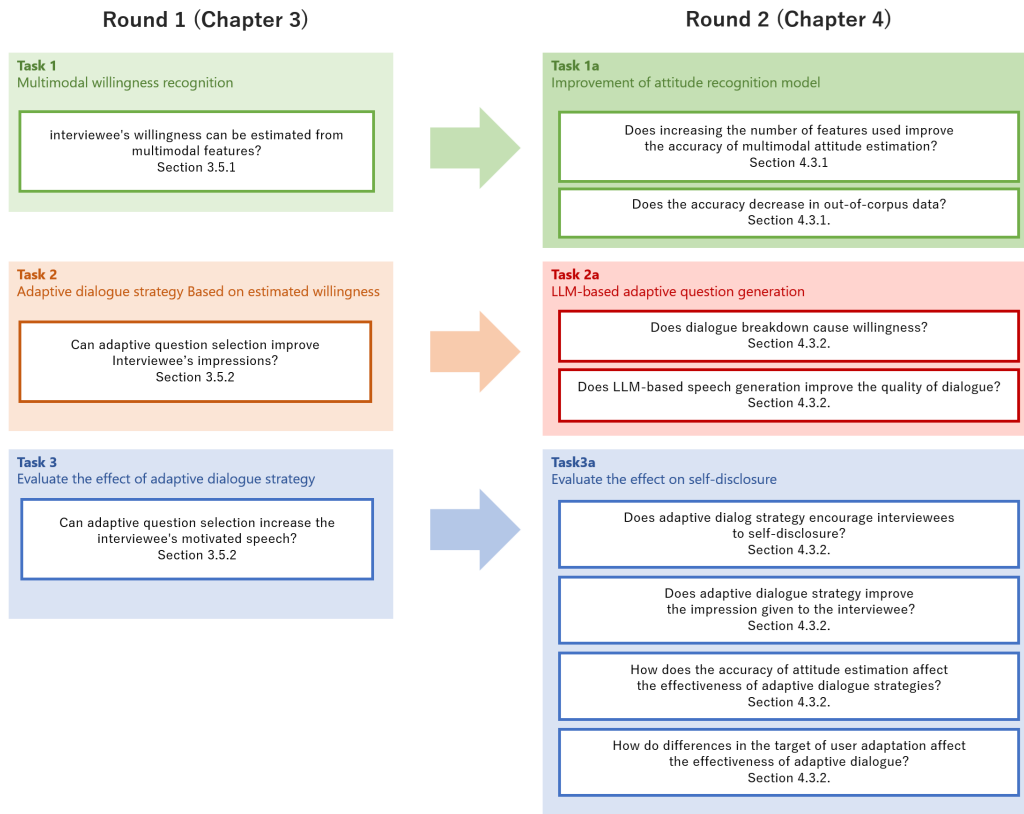 Round 1 (Chapter 3)
Task 1
Multimodal willingness recognition
interviewee's willingness can be estimated from
multimodal features?
Section 3.5.1
Task 2
Adaptive dialogue strategy Based on estimated willingness
Can adaptive question selection improve
Interviewee's impressions?
Section 3.5.2
Task 3
Evaluate the effect of adaptive dialogue strategy
Can adaptive question selection increase the
interviewee's motivated speech?
Section 3.5.2
Round 2 (Chapter 4)
Task 1a
Improvement of attitude recognition model
Does increasing the number of features used improve
the accuracy of multimodal attitude estimation?
Section 4.3.1
Does the accuracy decrease in out-of-corpus data?
Section 4.3.1.
Task 2a
LLM-based adaptive question generation
Does dialogue breakdown cause willingness?
Section 4.3.2.
Does LLM-based speech generation improve the quality of dialogue?
Section 4.3.2.
Task3a
Evaluate the effect on self-disclosure
Does adaptive dialog strategy encourage interviewees
to self-disclosure?
Section 4.3.2.
Does adaptive dialogue strategy improve
the impression given to the interviewee?
Section 4.3.2.
How does the accuracy of attitude estimation affect
the effectiveness of adaptive dialogue strategies?
Section 4.3.2.
How do differences in the target of user adaptation affect
the effectiveness of adaptive dialogue?
Section 4.3.2.